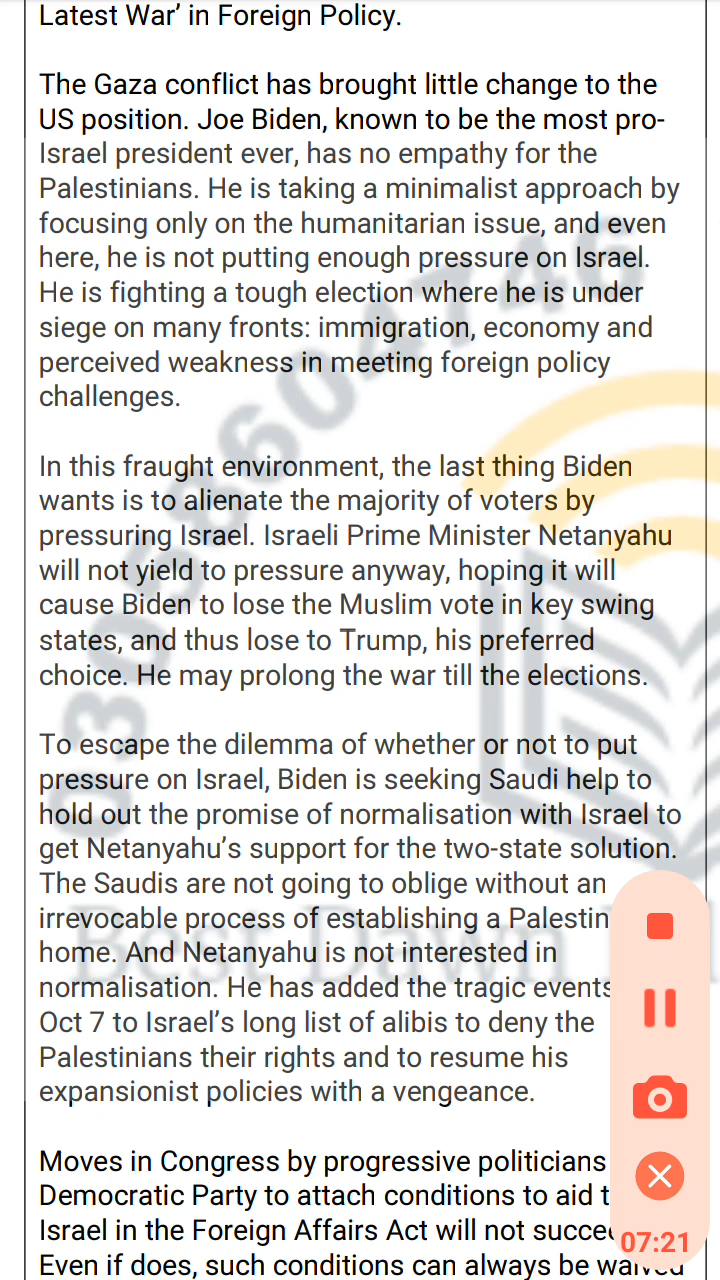 Latest War’ in Foreign Policy.
The Gaza conflict has brought little change to the
US position. Joe Biden, known to be the most pro-
Israel president ever, has no empathy for the
Palestinians. He is taking a minimalist approach by
focusing only on the humanitarian issue, and even
here, he is not putting enough pressure on Israel.
He is fighting a tough election where he is under
siege on many fronts: immigration, economy and
perceived weakness in meeting foreign policy
challenges.
In this fraught environment, the last thing Biden
wants is to alienate the majority of voters by
pressuring Israel. Israeli Prime Minister Netanyahu
will not yield to pressure anyway, hoping it will
cause Biden to lose the Muslim vote in key swing
states, and thus lose to Trump, his preferred
choice. He may prolong the war till the elections.
To escape the dilemma of whether or not to put
pressure on Israel, Biden is seeking Saudi help to
hold out the promise of normalisation with Israel to
get Netanyahu’s support for the two-state solution.
The Saudis are not going to oblige without an
irrevocable process of establishing a Palestin
home. And Netanyahu is not interested in
normalisation. He has added the tragic events
Oct 7 to Israel’s long list of alibis to deny the
Palestinians their rights and to resume his
expansionist policies with a vengeance.
Moves in Congress by progressive politicians
Democratic Party to attach conditions to aid t
Israel in the Foreign Affairs Act will not succe
Even if does, such conditions can always be waived
07:21
03058604746
Best Dawn